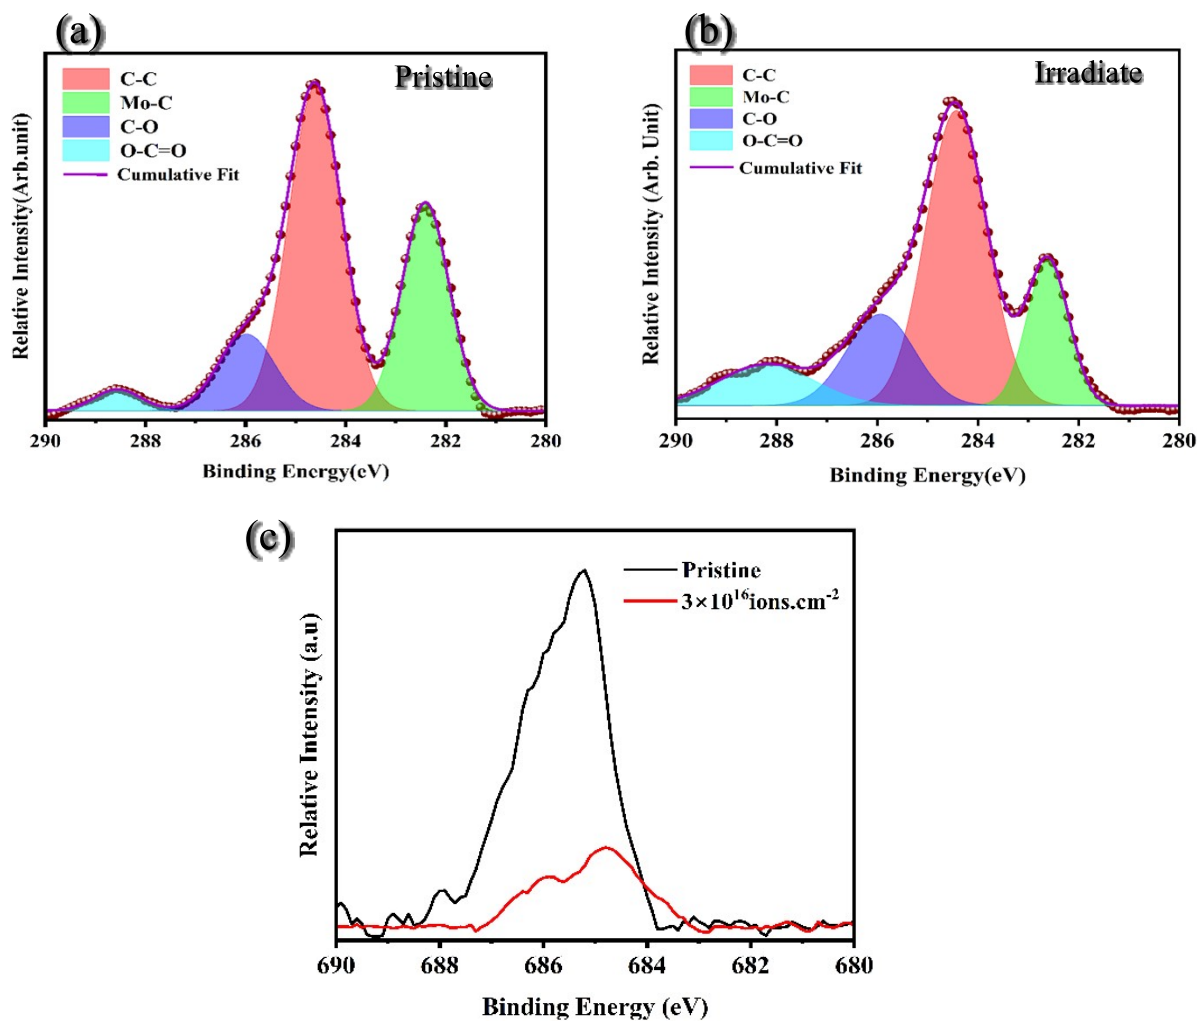 (a)
Pristine
C-C
Mo-C
C-O
O-C=O
Cumulative Fit
Relative Intensity(Arb.unit)
290 288 286 284 282 280
Binding Energy(eV)
(b)
Irradiate
C-C
Mo-C
C-O
O-C=O
Cumulative Fit
Relative Intensity (Arb. Unit)
290 288 286 284 282 280
Binding Energy(eV)
(c)
Pristine
3×10¹⁶ions.cm⁻²
Relative Intensity (a.u)
690 688 686 684 682 680
Binding Energy (eV)